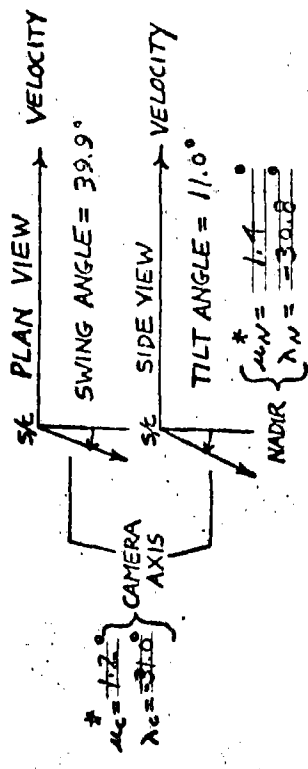 S/C PLAN VIEW VELOCITY
SWING ANGLE = 39.9°
S/C SIDE VIEW VELOCITY
TILT ANGLE = 11.0°
CAMERA
AXIS
*
μc = 1.2°
λc = -31.0°
NADIR
*
μN = 1.4°
λN = -30.8°